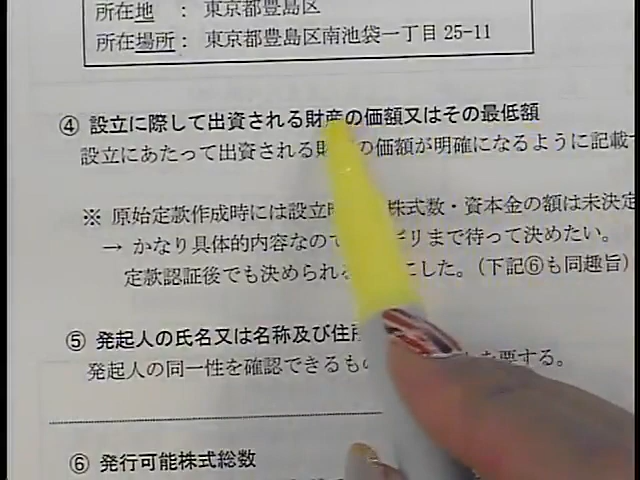 所在地 ： 東京都豊島区
所在場所： 東京都豊島区南池袋一丁目25-11
④ 設立に際して出資される財産の価額又はその最低額
設立にあたって出資される の価額が明確になるように記載
※ 原始定款作成時には設立 株式数・資本金の額は未決定
→ かなり具体的内容なので リまで待って決めたい。
定款認証後でも決められる にした。（下記⑥も同趣旨）
⑤ 発起人の氏名又は名称及び住所
発起人の同一性を確認できるもの を要する。
⑥ 発行可能株式総数